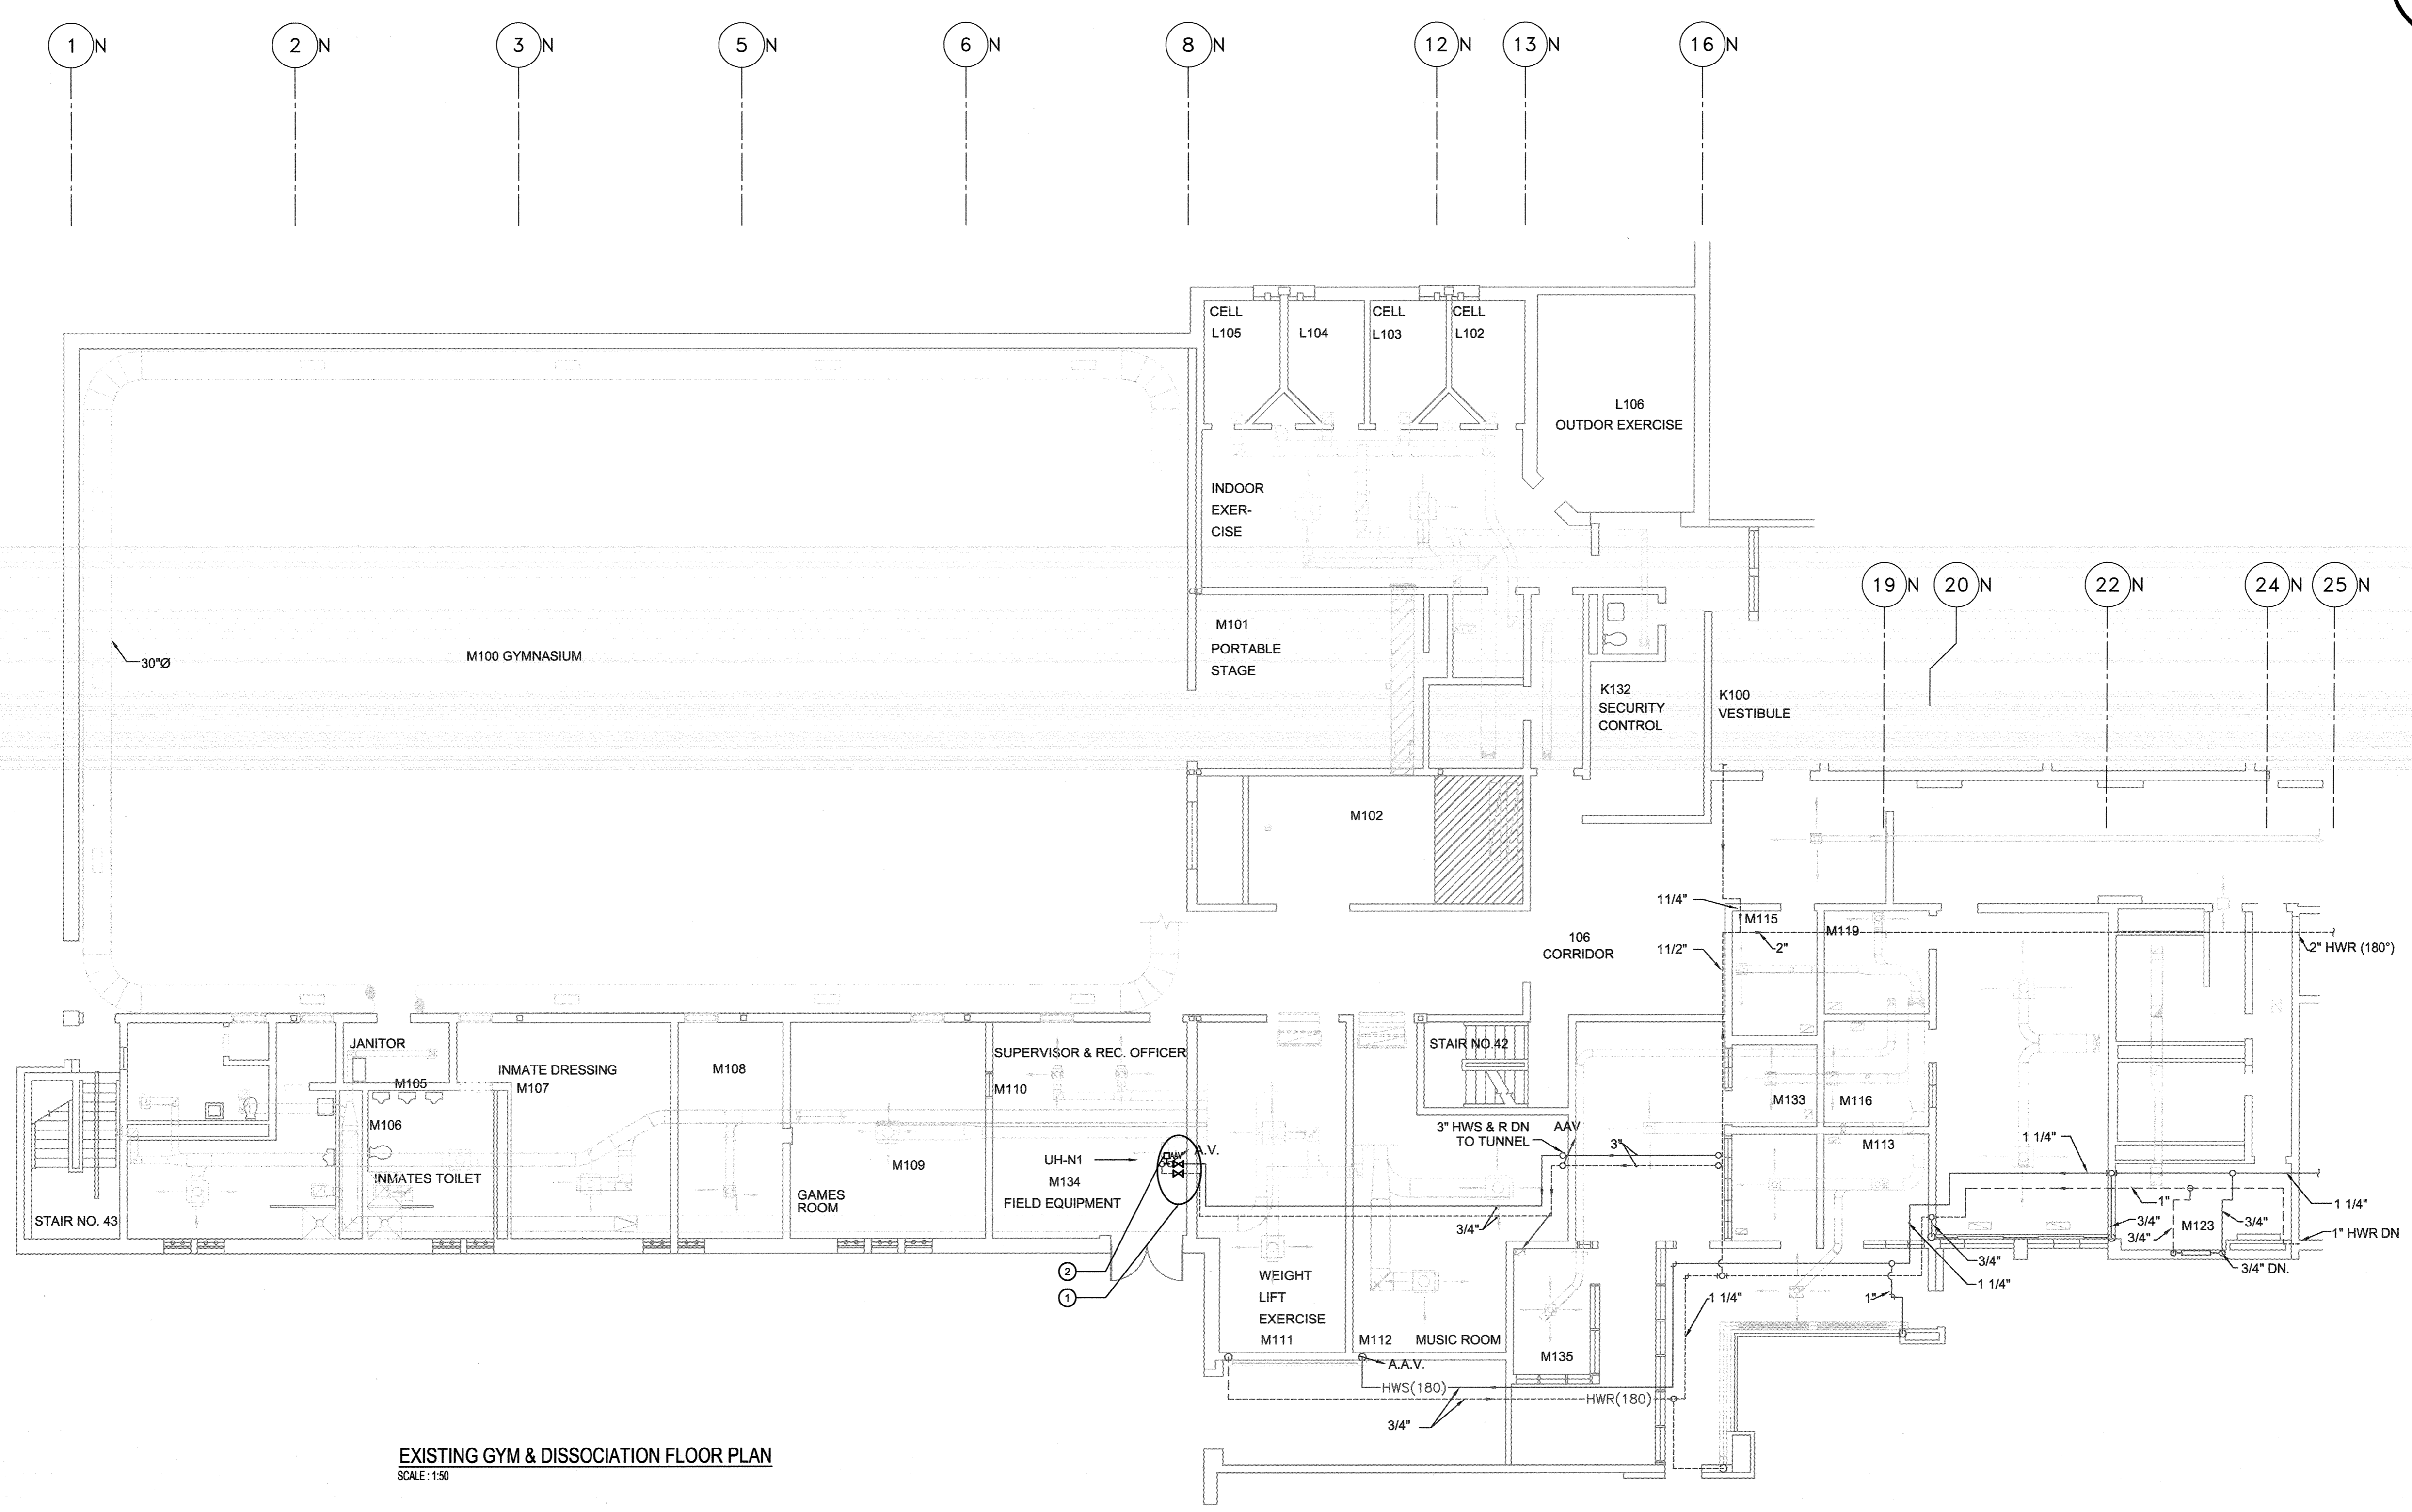 1 N
2 N
3 N
5 N
6 N
8 N
12 N
13 N
16 N
CELL
L105
L104
CELL
L103
CELL
L102
L106
OUTDOR EXERCISE
INDOOR
EXER-
CISE
19 N
20 N
22 N
24 N
25 N
M101
PORTABLE
STAGE
30"Ø
M100 GYMNASIUM
K132
SECURITY
CONTROL
K100
VESTIBULE
M102
11/4"
M115
M119
106
CORRIDOR
11/2"
2"
2" HWR (180°)
JANITOR
M105
INMATE DRESSING
M107
M108
SUPERVISOR & REC. OFFICER
M110
STAIR NO.42
M133
M116
M106
3" HWS & R DN
TO TUNNEL
AAV
3"
M113
1 1/4"
A.V.
UH-N1
M134
FIELD EQUIPMENT
M109
GAMES
ROOM
INMATES TOILET
STAIR NO. 43
3/4"
1"
3/4"
3/4"
M123
3/4"
1 1/4"
1" HWR DN
3/4" DN.
3/4"
1 1/4"
2
1
WEIGHT
LIFT
EXERCISE
M111
M112
MUSIC ROOM
M135
1 1/4"
1"
A.A.V.
HWS(180)
HWR(180)
3/4"
EXISTING GYM & DISSOCIATION FLOOR PLAN
SCALE : 1:50